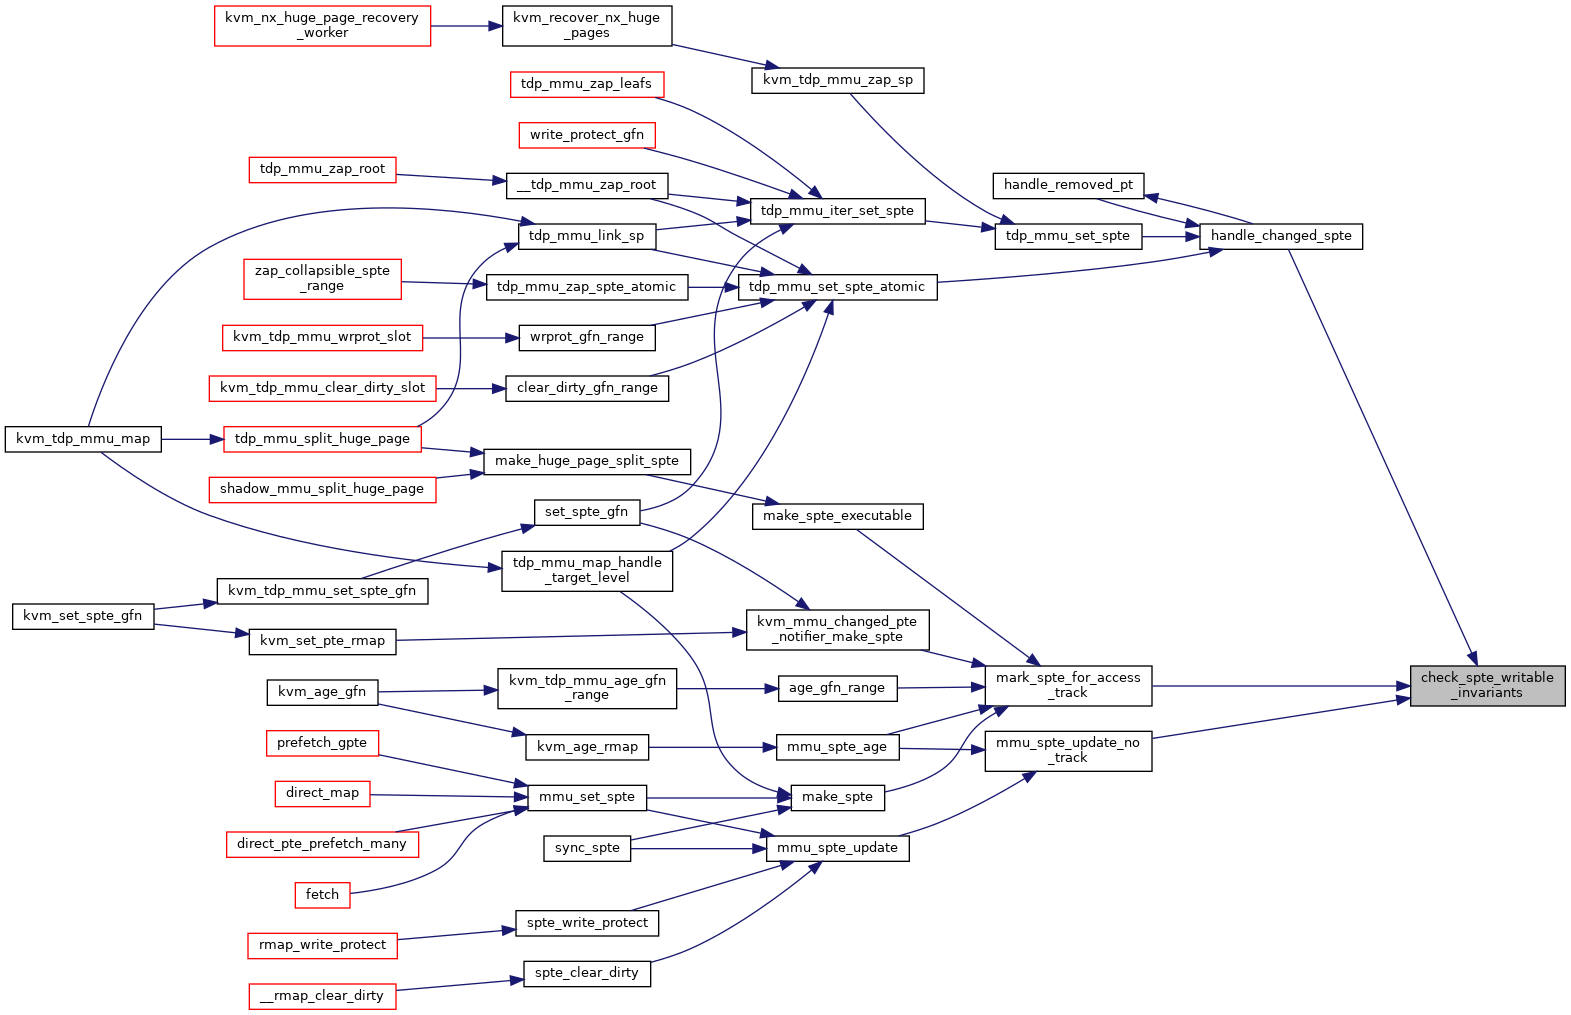 kvm_nx_huge_page_recovery
_worker
kvm_recover_nx_huge
_pages
kvm_tdp_mmu_zap_sp
tdp_mmu_zap_leafs
write_protect_gfn
tdp_mmu_zap_root
__tdp_mmu_zap_root
handle_removed_pt
tdp_mmu_iter_set_spte
tdp_mmu_link_sp
tdp_mmu_set_spte
handle_changed_spte
zap_collapsible_spte
_range
tdp_mmu_zap_spte_atomic
tdp_mmu_set_spte_atomic
kvm_tdp_mmu_wrprot_slot
wrprot_gfn_range
kvm_tdp_mmu_clear_dirty_slot
clear_dirty_gfn_range
kvm_tdp_mmu_map
tdp_mmu_split_huge_page
make_huge_page_split_spte
shadow_mmu_split_huge_page
set_spte_gfn
make_spte_executable
tdp_mmu_map_handle
_target_level
kvm_tdp_mmu_set_spte_gfn
kvm_set_spte_gfn
kvm_set_pte_rmap
kvm_mmu_changed_pte
_notifier_make_spte
kvm_age_gfn
kvm_tdp_mmu_age_gfn
_range
age_gfn_range
mark_spte_for_access
_track
check_spte_writable
_invariants
prefetch_gpte
kvm_age_rmap
mmu_spte_age
mmu_spte_update_no
_track
direct_map
mmu_set_spte
make_spte
direct_pte_prefetch_many
sync_spte
mmu_spte_update
fetch
spte_write_protect
rmap_write_protect
spte_clear_dirty
__rmap_clear_dirty